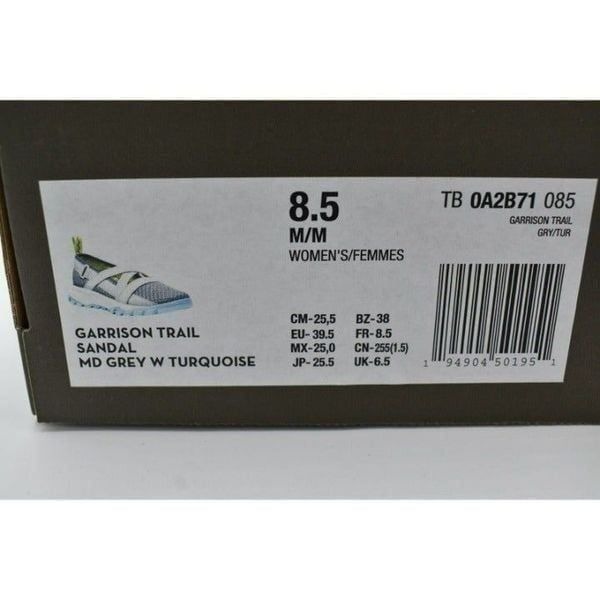 8.5
M/M
WOMEN'S/FEMMES
TB 0A2B71 085
GARRISON TRAIL
GRY/TUR
GARRISON TRAIL
SANDAL
MD GREY W TURQUOISE
CM-25,5 BZ-38
EU-39.5 FR-8.5
MX-25,0 CN-255(1.5)
JP-25.5 UK-6.5
1 94904 50195 1